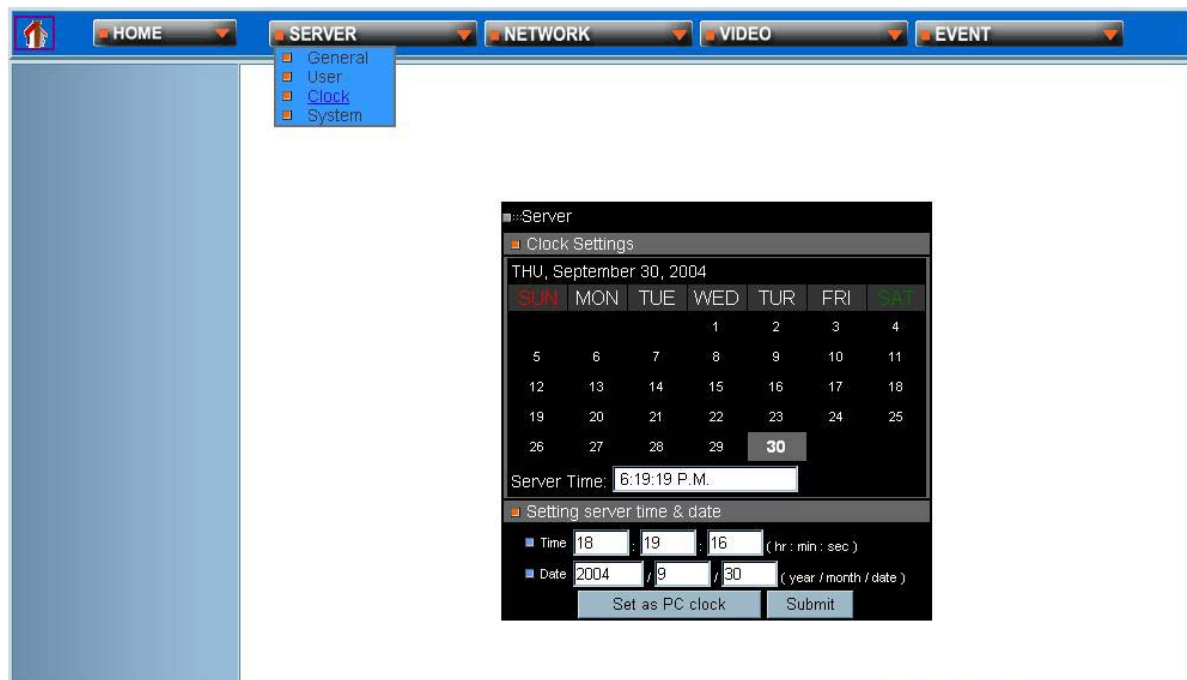 HOME SERVER NETWORK VIDEO EVENT
General
User
Clock
System
Server
Clock Settings
THU, September 30, 2004
SUN MON TUE WED TUR FRI SAT
1 2 3 4
5 6 7 8 9 10 11
12 13 14 15 16 17 18
19 20 21 22 23 24 25
26 27 28 29 30
Server Time: 6:19:19 P.M.
Setting server time & date
Time 18 : 19 : 16 ( hr : min : sec )
Date 2004 / 9 / 30 ( year / month / date )
Set as PC clock Submit